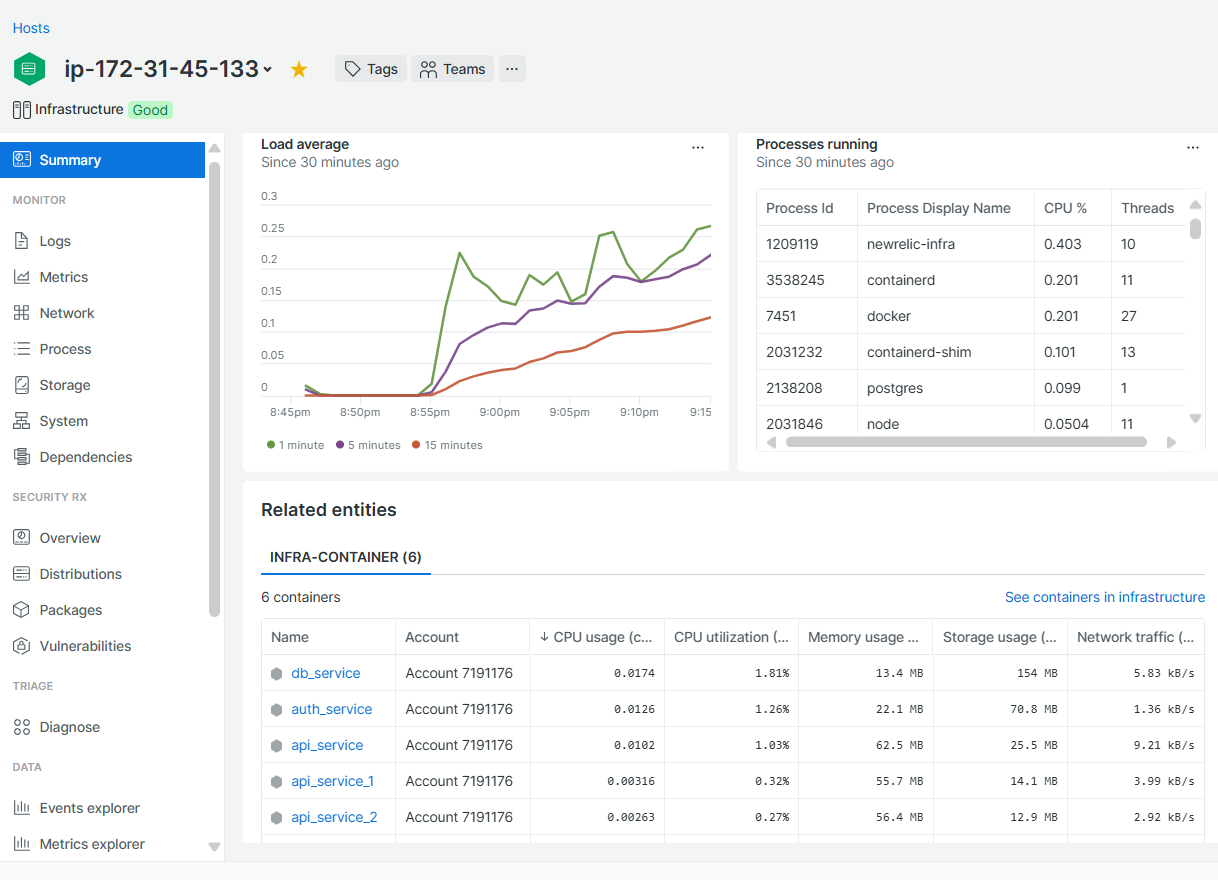 Hosts
ip-172-31-45-133
Tags
Teams
Infrastructure Good
Summary
MONITOR
Logs
Metrics
Network
Process
Storage
System
Dependencies
SECURITY RX
Overview
Distributions
Packages
Vulnerabilities
TRIAGE
Diagnose
DATA
Events explorer
Metrics explorer
Load average
Since 30 minutes ago
0.3
0.25
0.2
0.15
0.1
0.05
0
8:45pm 8:50pm 8:55pm 9:00pm 9:05pm 9:10pm 9:15
1 minute 5 minutes 15 minutes
Processes running
Since 30 minutes ago
Process Id Process Display Name CPU % Threads
1209119 newrelic-infra 0.403 10
3538245 containerd 0.201 11
7451 docker 0.201 27
2031232 containerd-shim 0.101 13
2138208 postgres 0.099 1
2031846 node 0.0504 11
Related entities
INFRA-CONTAINER (6)
6 containers
See containers in infrastructure
Name Account ↓ CPU usage (c... CPU utilization (... Memory usage ... Storage usage (... Network traffic (...
db_service Account 7191176 0.0174 1.81% 13.4 MB 154 MB 5.83 kB/s
auth_service Account 7191176 0.0126 1.26% 22.1 MB 70.8 MB 1.36 kB/s
api_service Account 7191176 0.0102 1.03% 62.5 MB 25.5 MB 9.21 kB/s
api_service_1 Account 7191176 0.00316 0.32% 55.7 MB 14.1 MB 3.99 kB/s
api_service_2 Account 7191176 0.00263 0.27% 56.4 MB 12.9 MB 2.92 kB/s